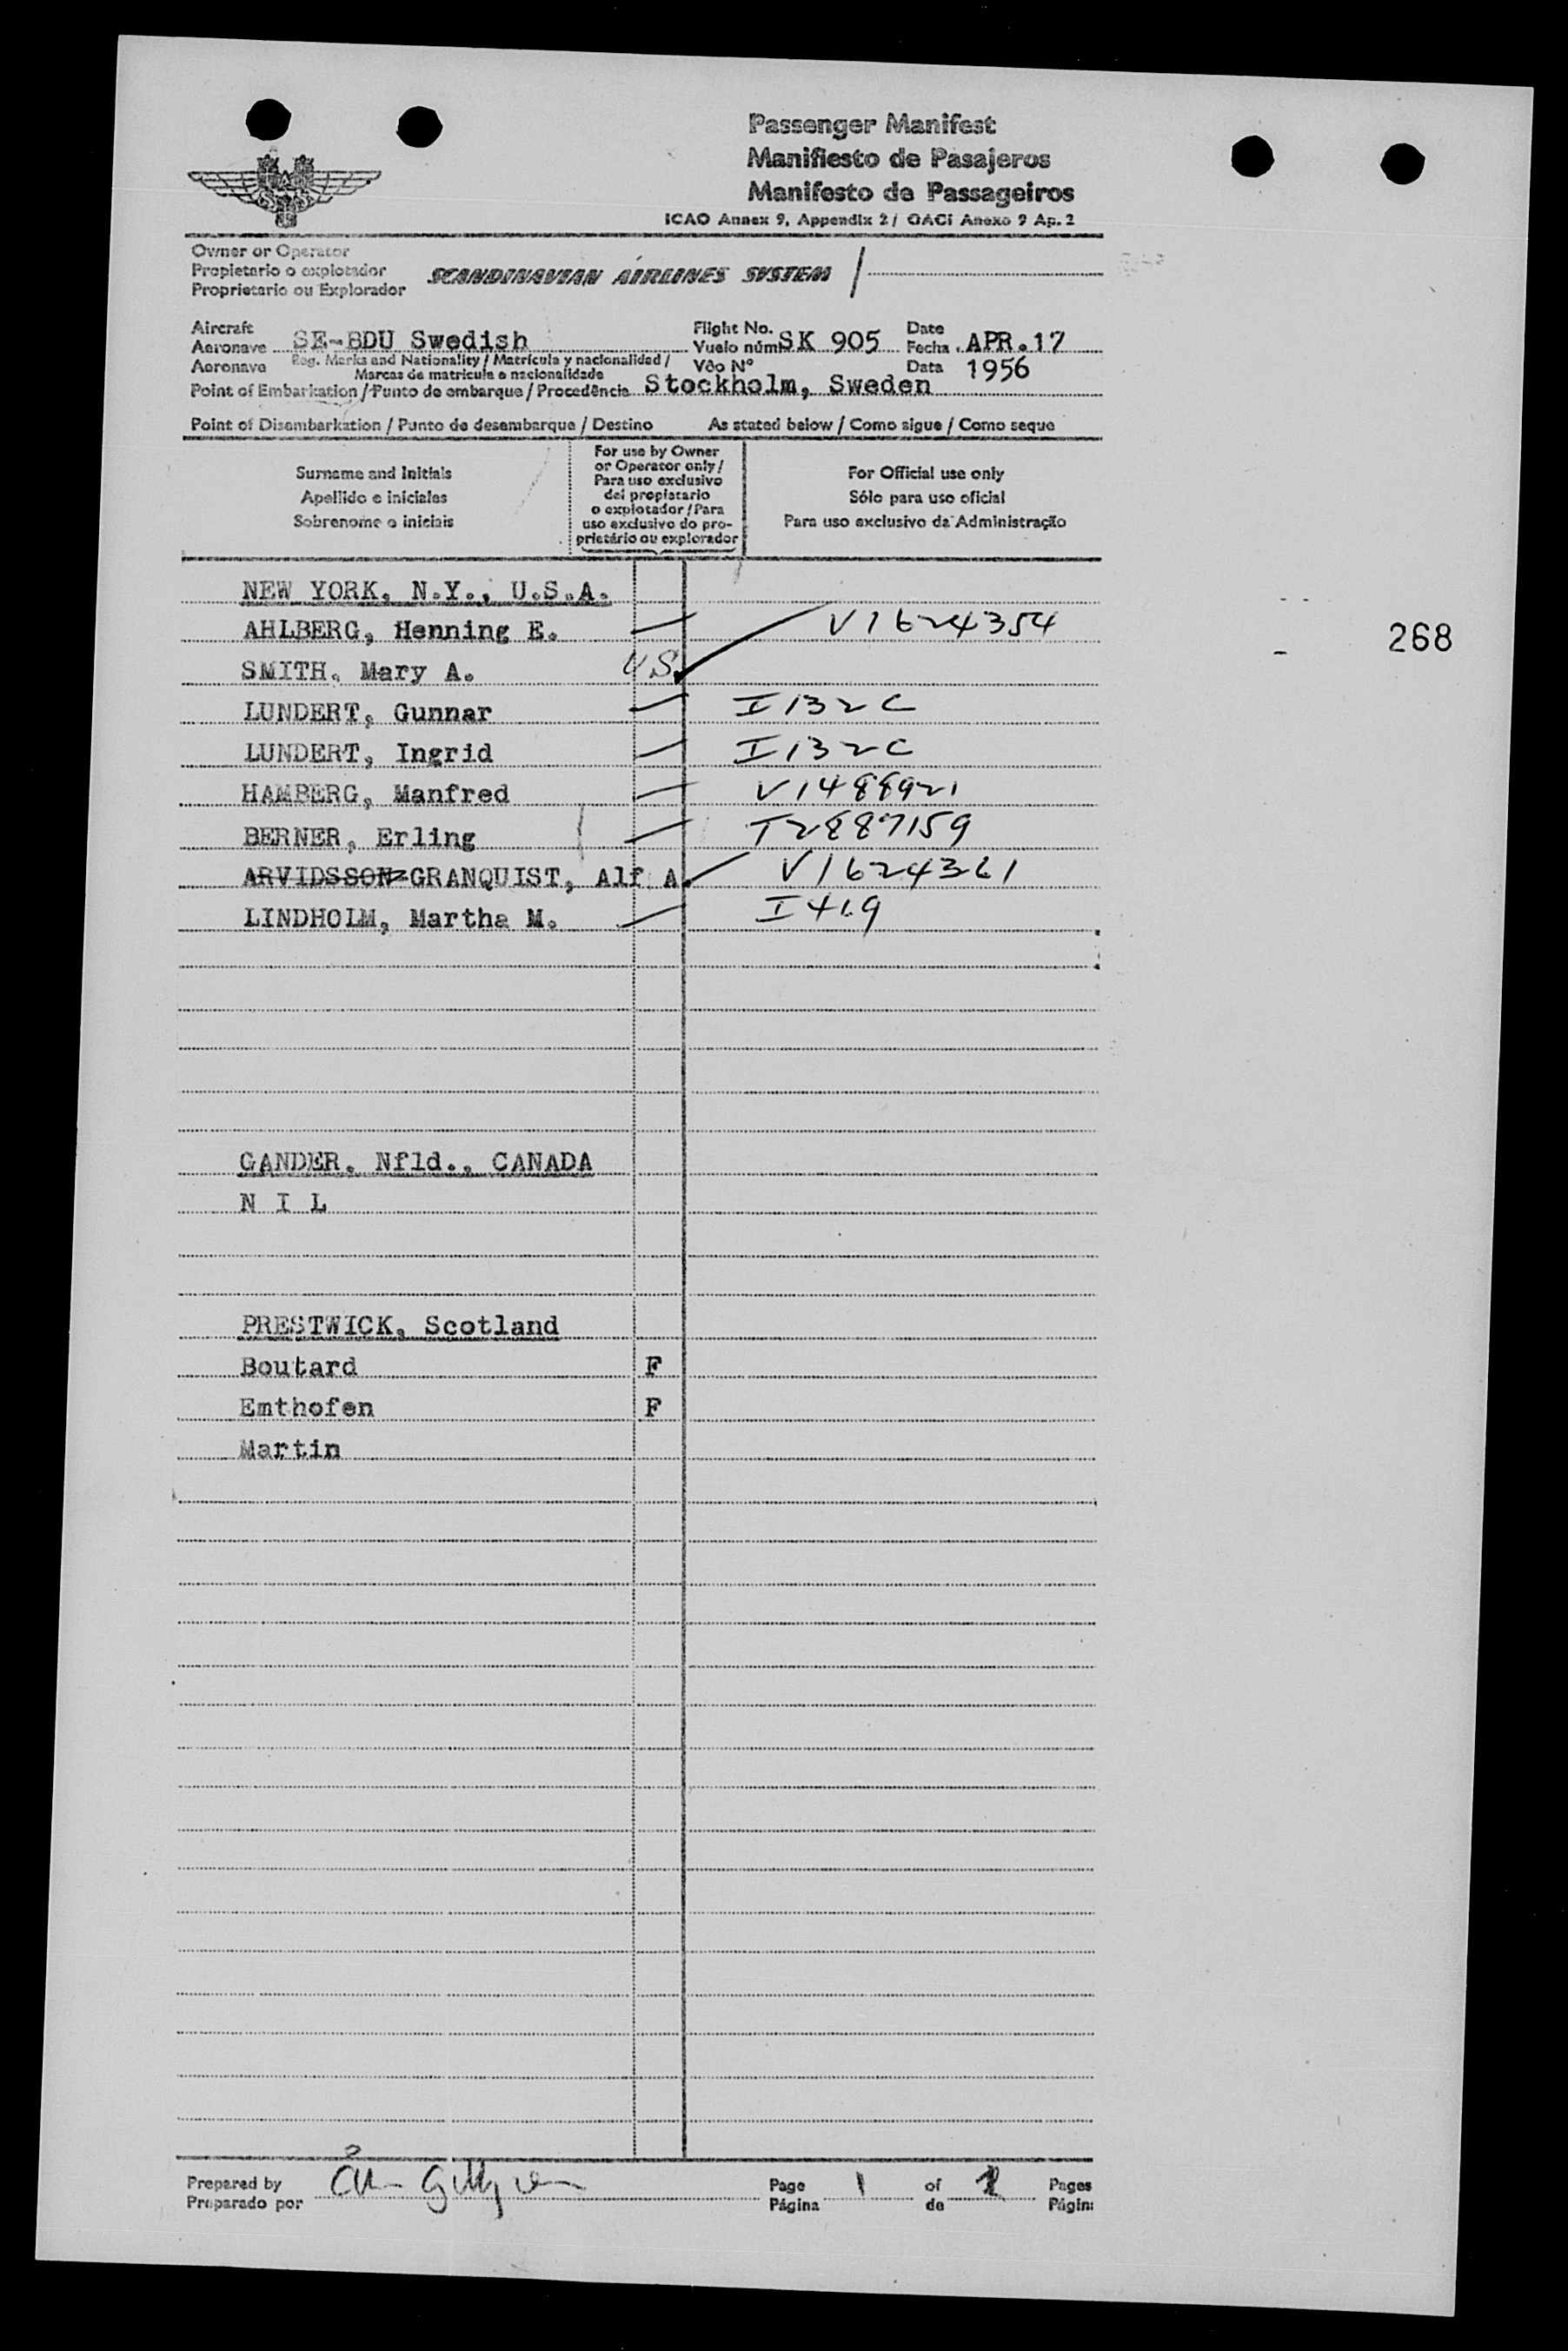 Passenger Manifest
Manifiesto de Pasajeros
Manifesto de Passageiros
ICAO Annex 9, Appendix 2 / OACI Anexo 9 Ap. 2
Owner or Operator
Propietario o explotador
Proprietario ou Explorador
SCANDINAVIAN AIRLINES SYSTEM
Aircraft
Aeronave
Aeronave
SE-BDU Swedish
Reg. Marks and Nationality / Matrícula y nacionalidad /
Marcas de matricula e nacionalidade
Flight No.
Vuelo núm
Vôo Nº
SK 905
Date
Fecha
Data
APR.17
1956
Point of Embarkation / Punto de embarque / Procedência Stockholm, Sweden
Point of Disembarkation / Punto de desembarque / Destino As stated below / Como sigue / Como seque
Surname and Initials
Apellido e iniciales
Sobrenome o iniciais
For use by Owner
or Operator only /
Para uso exclusivo
del propietario
o explotador / Para
uso exclusivo do pro-
prietário ou explorador
For Official use only
Sólo para uso oficial
Para uso exclusivo da Administração
NEW YORK, N.Y., U.S.A.
AHLBERG, Henning E. V1624354
SMITH, Mary A. US
LUNDERT, Gunnar I132C
LUNDERT, Ingrid I132C
HAMBERG, Manfred V1488921
BERNER, Erling T2887159
ARVIDSSON-GRANQUIST, Alf A. V1624361
LINDHOLM, Martha M. I419
268
GANDER, Nfld., CANADA
N I L
PRESTWICK, Scotland
Boutard F
Emthofen F
Martin
Prepared by
Preparado por
Page 1 of Pages
Página de Págin